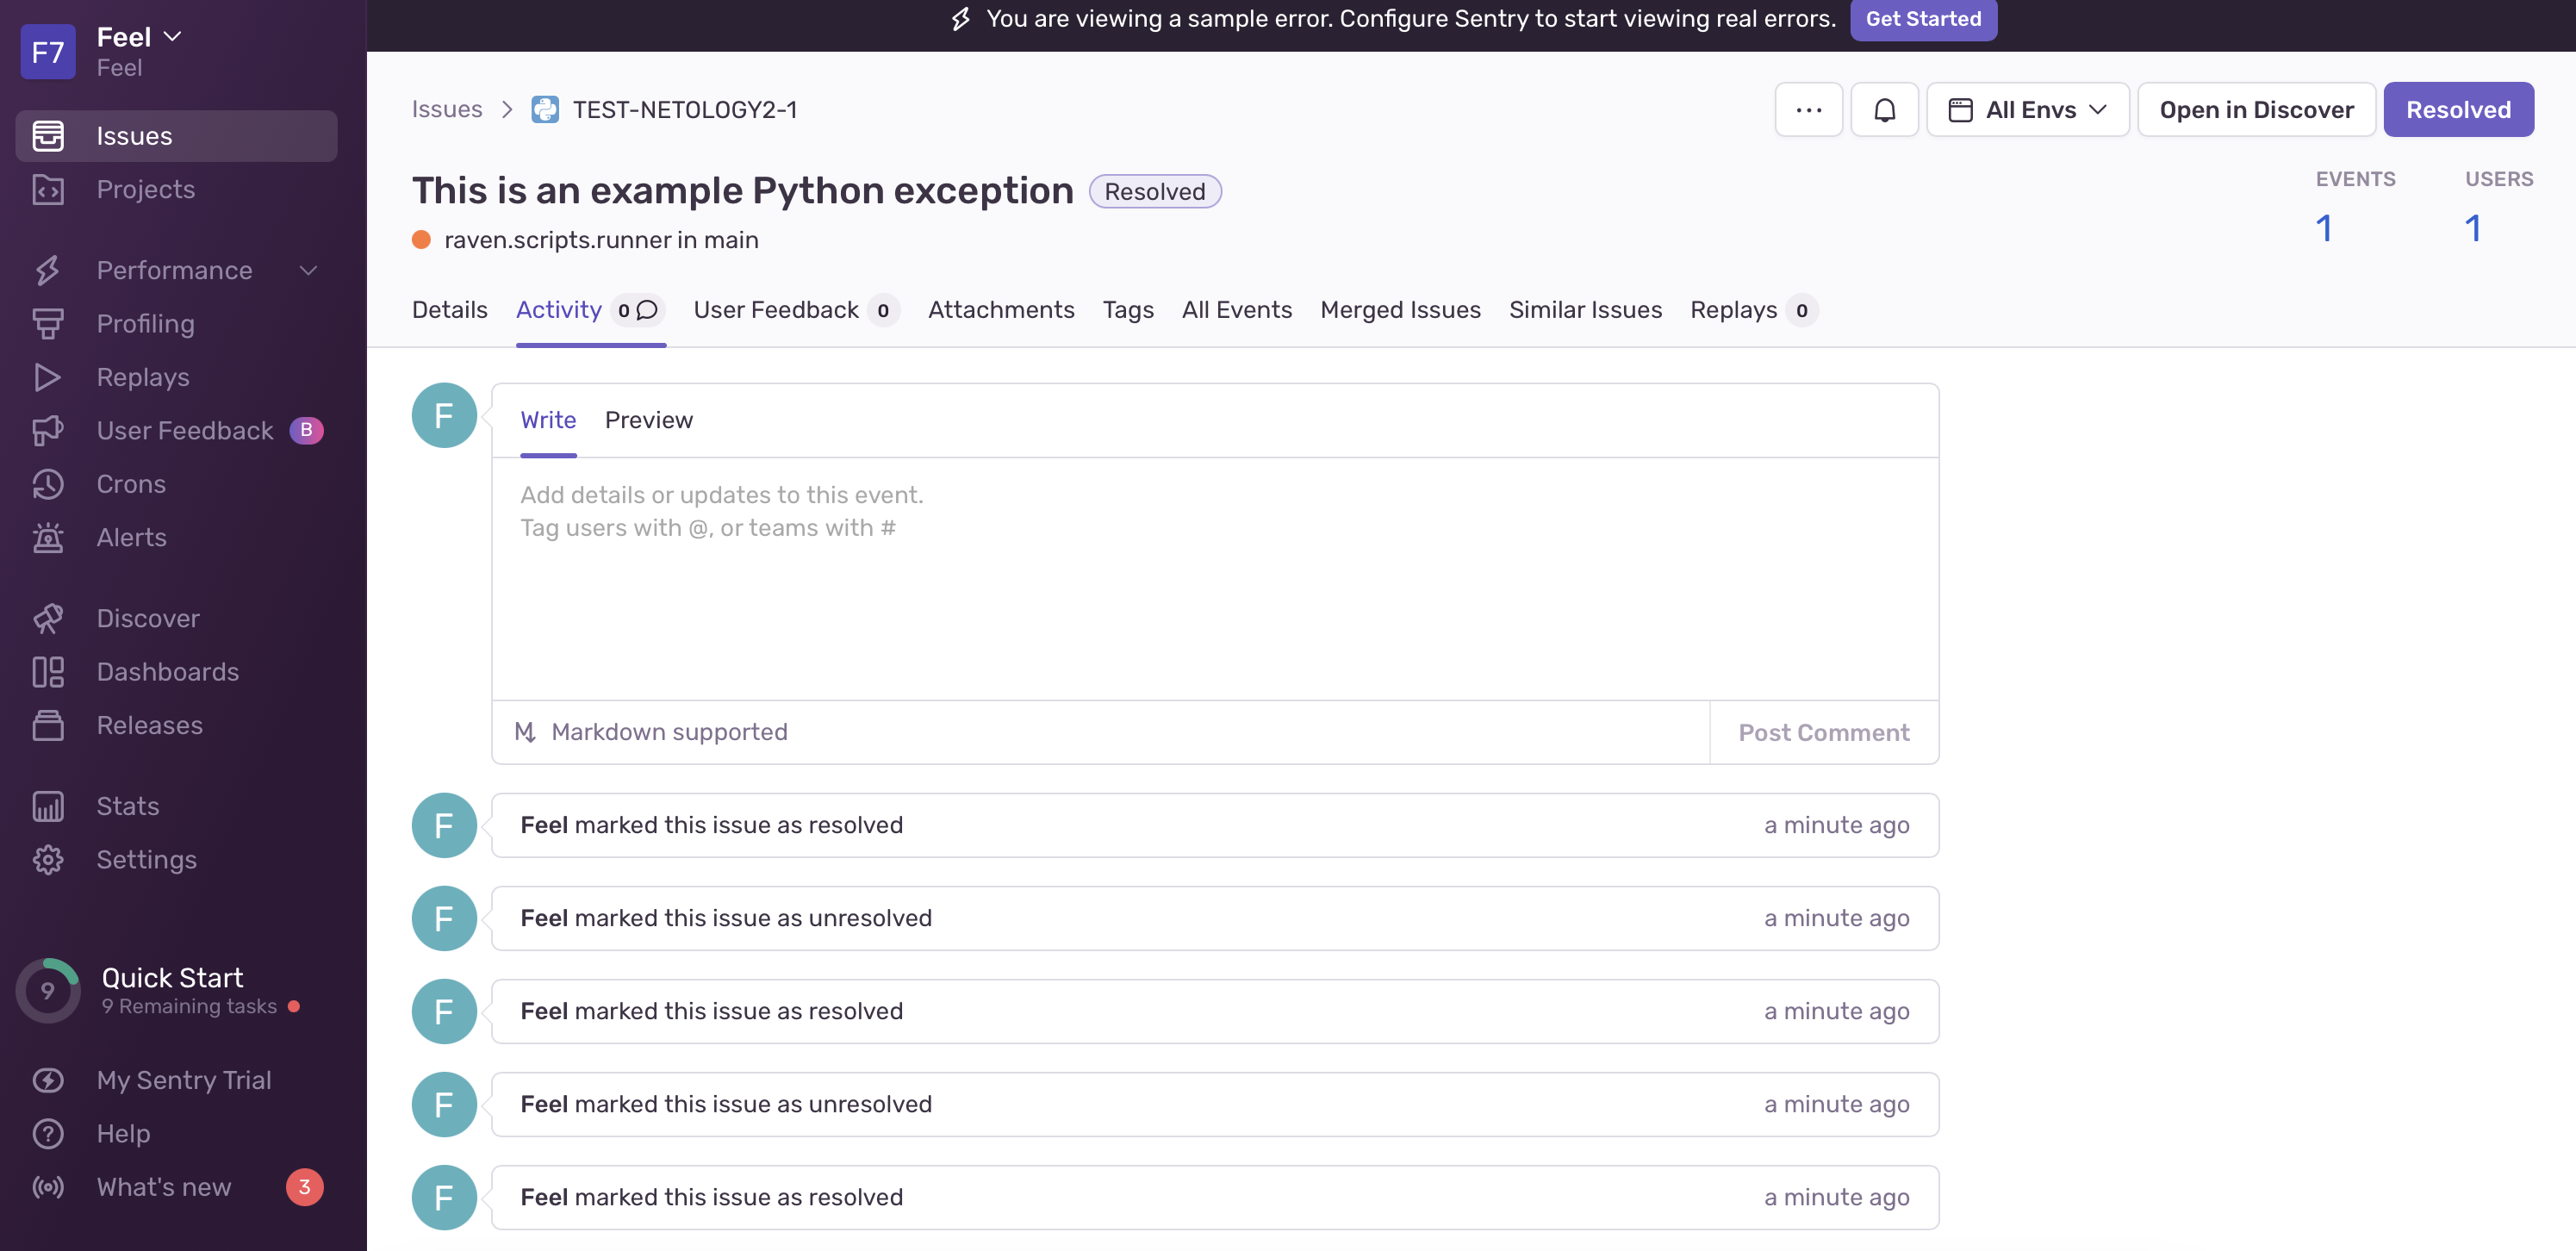 You are viewing a sample error. Configure Sentry to start viewing real errors. Get Started
F7 Feel
Feel
Issues
Projects
Performance
Profiling
Replays
User Feedback B
Crons
Alerts
Discover
Dashboards
Releases
Stats
Settings
9 Quick Start
9 Remaining tasks
My Sentry Trial
Help
What's new 3
Issues > TEST-NETOLOGY2-1
... All Envs Open in Discover Resolved
This is an example Python exception Resolved
raven.scripts.runner in main
EVENTS USERS
1 1
Details Activity 0 User Feedback 0 Attachments Tags All Events Merged Issues Similar Issues Replays 0
F Write Preview
Add details or updates to this event.
Tag users with @, or teams with #
Markdown supported Post Comment
F Feel marked this issue as resolved a minute ago
F Feel marked this issue as unresolved a minute ago
F Feel marked this issue as resolved a minute ago
F Feel marked this issue as unresolved a minute ago
F Feel marked this issue as resolved a minute ago